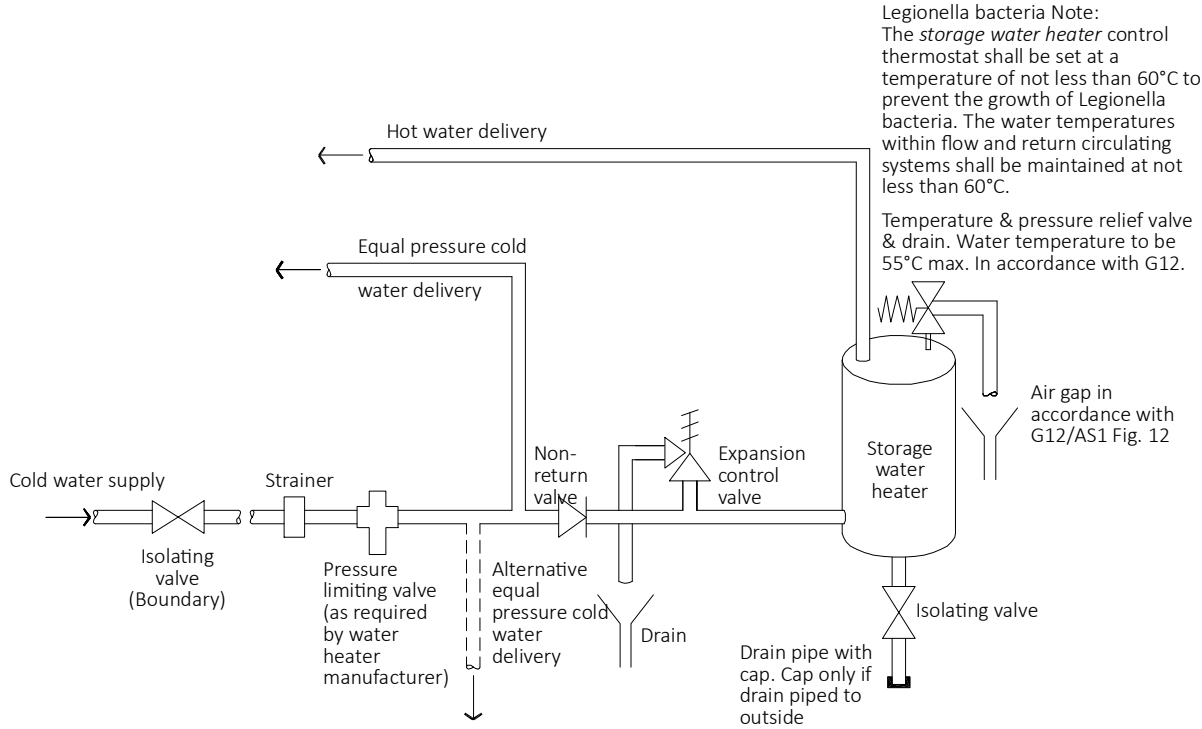 Legionella bacteria Note:
The storage water heater control
thermostat shall be set at a
temperature of not less than 60°C to
prevent the growth of Legionella
bacteria. The water temperatures
within flow and return circulating
systems shall be maintained at not
less than 60°C.
Hot water delivery
Temperature & pressure relief valve
& drain. Water temperature to be
55°C max. In accordance with G12.
Equal pressure cold
water delivery
Air gap in
accordance with
G12/AS1 Fig. 12
Cold water supply
Strainer
Non-
return
valve
Expansion
control
valve
Storage
water
heater
Isolating
valve
(Boundary)
Pressure
limiting valve
(as required
by water
heater
manufacturer)
Alternative
equal
pressure cold
water
delivery
Drain
Isolating valve
Drain pipe with
cap. Cap only if
drain piped to
outside